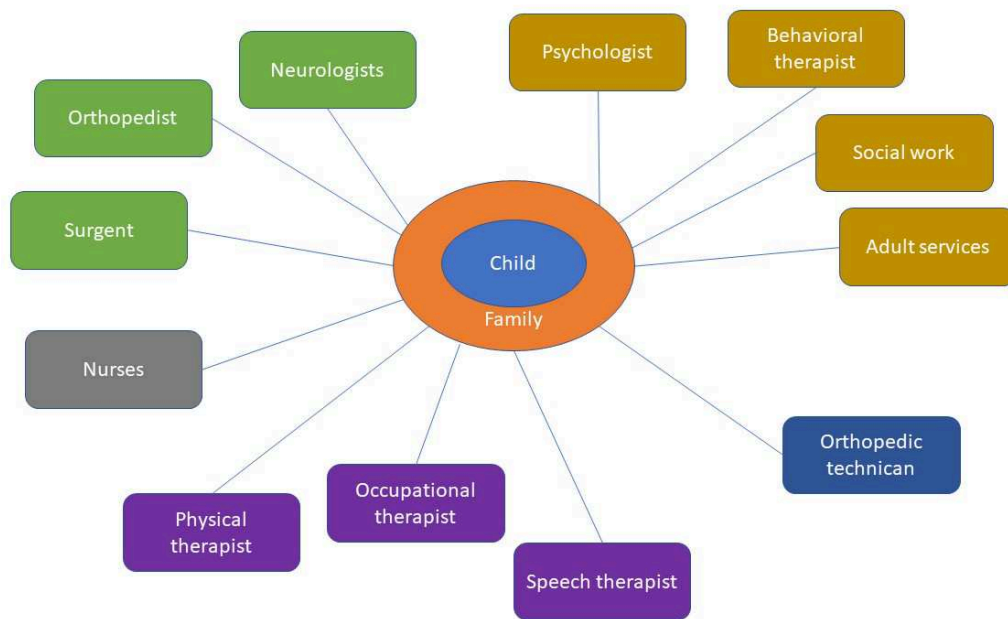 Neurologists
Psychologist
Behavioral
therapist
Orthopedist
Social work
Surgent
Adult services
Child
Family
Nurses
Orthopedic
technican
Physical
therapist
Occupational
therapist
Speech therapist